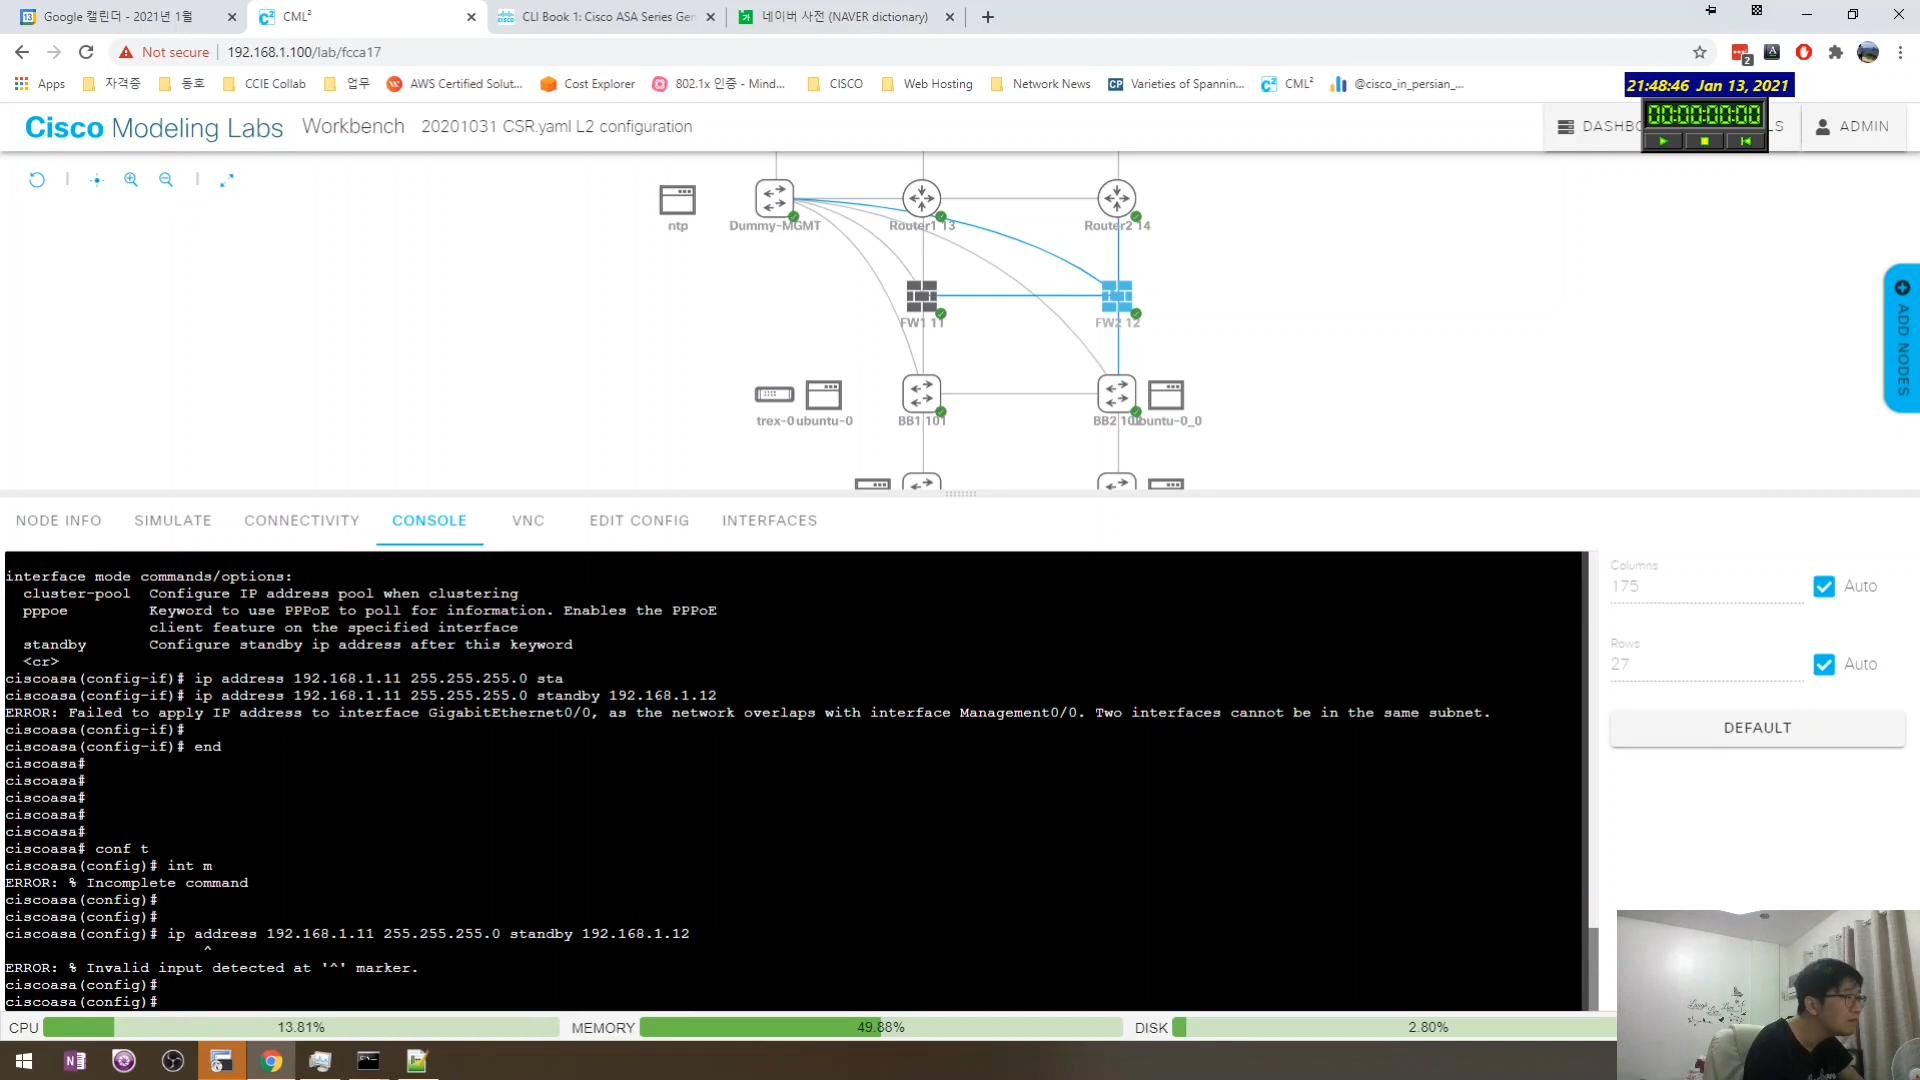 Google 캘린더 - 2021년 1월
CML²
CLI Book 1: Cisco ASA Series Gen
네이버 사전 (NAVER dictionary)
Not secure
192.168.1.100/lab/fcca17
2
Apps
자격증
동호
CCIE Collab
업무
AWS Certified Solut...
Cost Explorer
802.1x 인증 - Mind...
CISCO
Web Hosting
Network News
Varieties of Spannin...
CML²
@cisco_in_persian_...
21:48:46 Jan 13, 2021
00:00:00:00
Cisco Modeling Labs
Workbench
20201031 CSR.yaml L2 configuration
ADMIN
ntp
Dummy-MGMT
Router1 13
Router2 14
FW1 11
FW2 12
trex-0
ubuntu-0
BB1 101
BB2 102
ubuntu-0_0
ADD NODES
NODE INFO
SIMULATE
CONNECTIVITY
CONSOLE
VNC
EDIT CONFIG
INTERFACES
interface mode commands/options:
cluster-pool  Configure IP address pool when clustering
pppoe         Keyword to use PPPoE to poll for information. Enables the PPPoE
client feature on the specified interface
standby       Configure standby ip address after this keyword
<cr>
ciscoasa(config-if)# ip address 192.168.1.11 255.255.255.0 sta
ciscoasa(config-if)# ip address 192.168.1.11 255.255.255.0 standby 192.168.1.12
ERROR: Failed to apply IP address to interface GigabitEthernet0/0, as the network overlaps with interface Management0/0. Two interfaces cannot be in the same subnet.
ciscoasa(config-if)#
ciscoasa(config-if)# end
ciscoasa#
ciscoasa#
ciscoasa#
ciscoasa#
ciscoasa#
ciscoasa# conf t
ciscoasa(config)# int m
ERROR: % Incomplete command
ciscoasa(config)#
ciscoasa(config)#
ciscoasa(config)# ip address 192.168.1.11 255.255.255.0 standby 192.168.1.12
^
ERROR: % Invalid input detected at '^' marker.
ciscoasa(config)#
ciscoasa(config)#
Columns
175
Auto
Rows
27
Auto
DEFAULT
CPU
13.81%
MEMORY
49.88%
DISK
2.80%